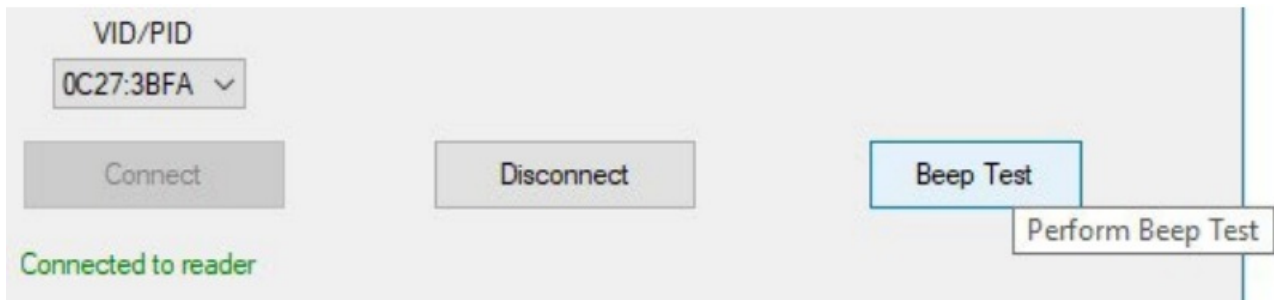 VID/PID
0C27:3BFA
Connect
Disconnect
Beep Test
Perform Beep Test
Connected to reader